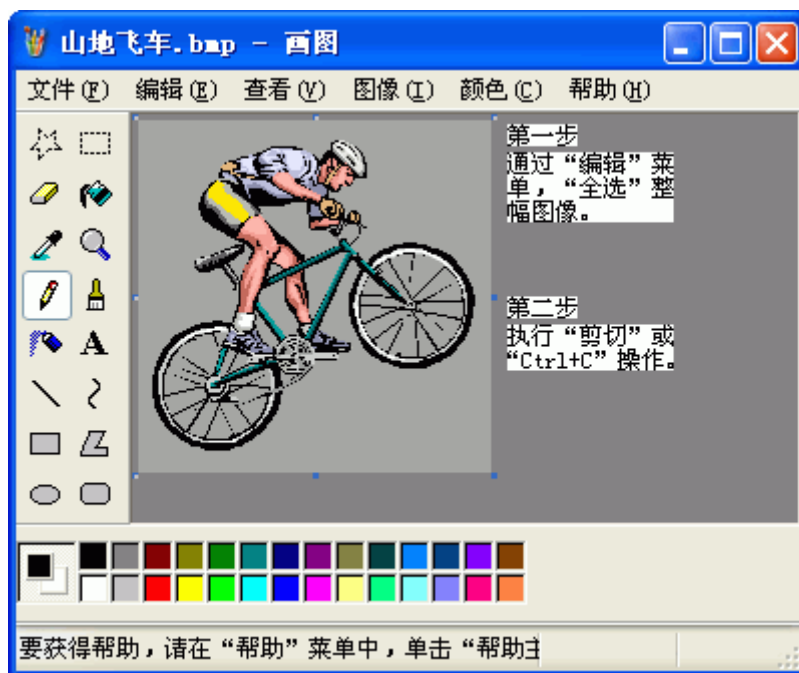 山地飞车.bmp - 画图
文件(F) 编辑(E) 查看(V) 图像(I) 颜色(C) 帮助(H)
第一步
通过“编辑”菜
单，“全选”整
幅图像。
第二步
执行“剪切”或
“Ctrl+C”操作。
A
要获得帮助，请在“帮助”菜单中，单击“帮助主